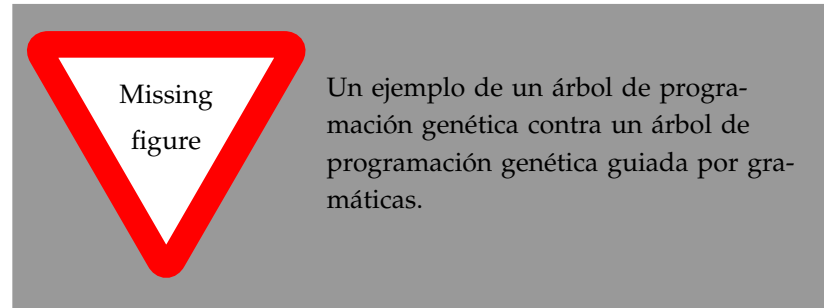 Missing
figure
Un ejemplo de un árbol de progra-
mación genética contra un árbol de
programación genética guiada por gra-
máticas.